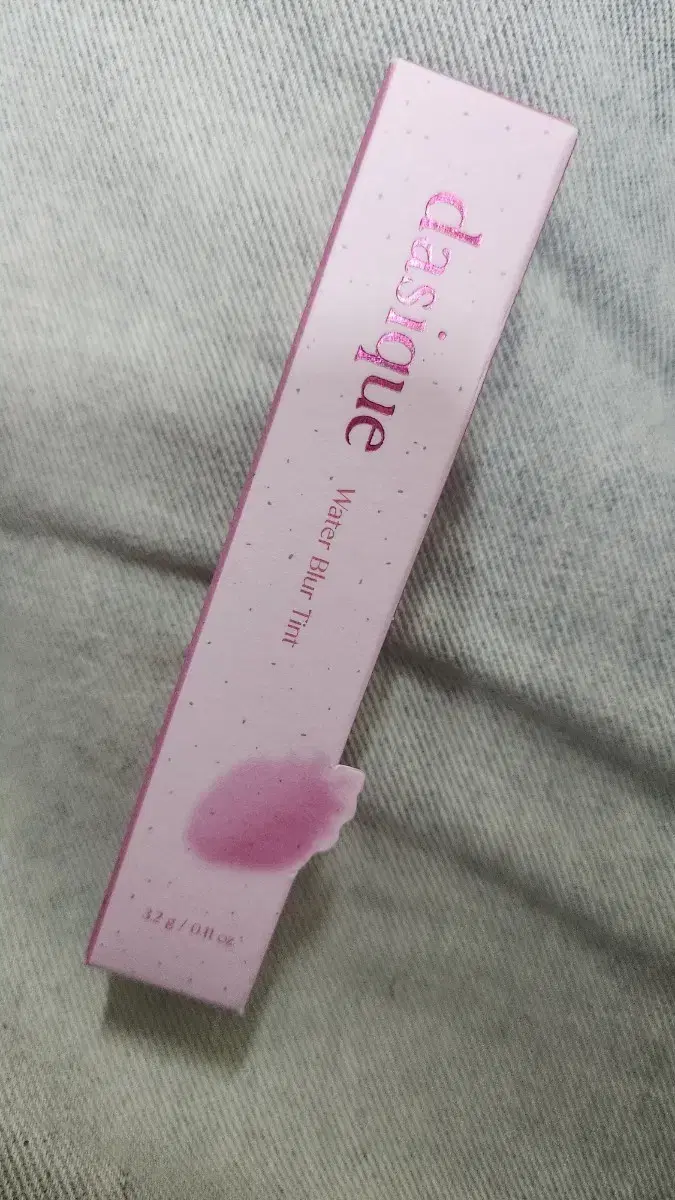 dasique
Water Blur Tint
3.2 g / 0.11 oz.